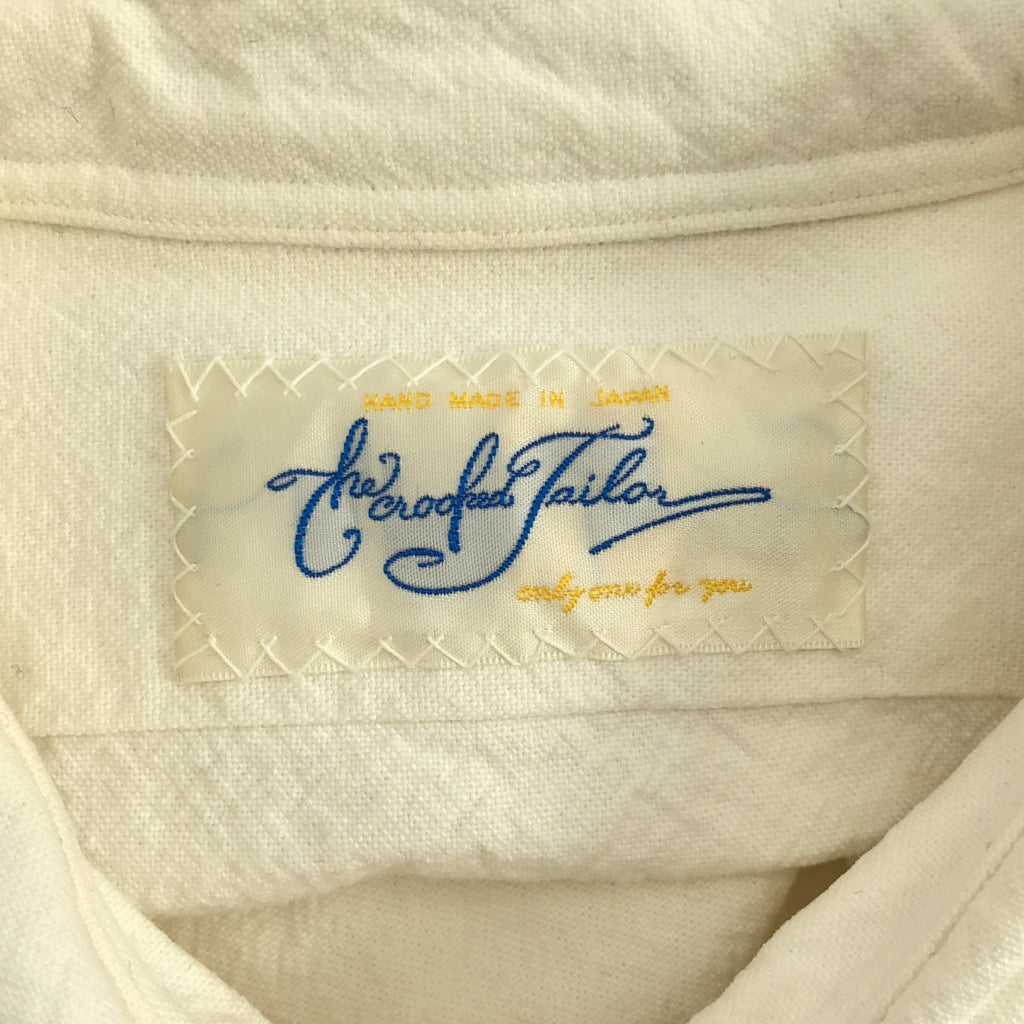 HAND MADE IN JAPAN
The crooked Tailor
only one for you